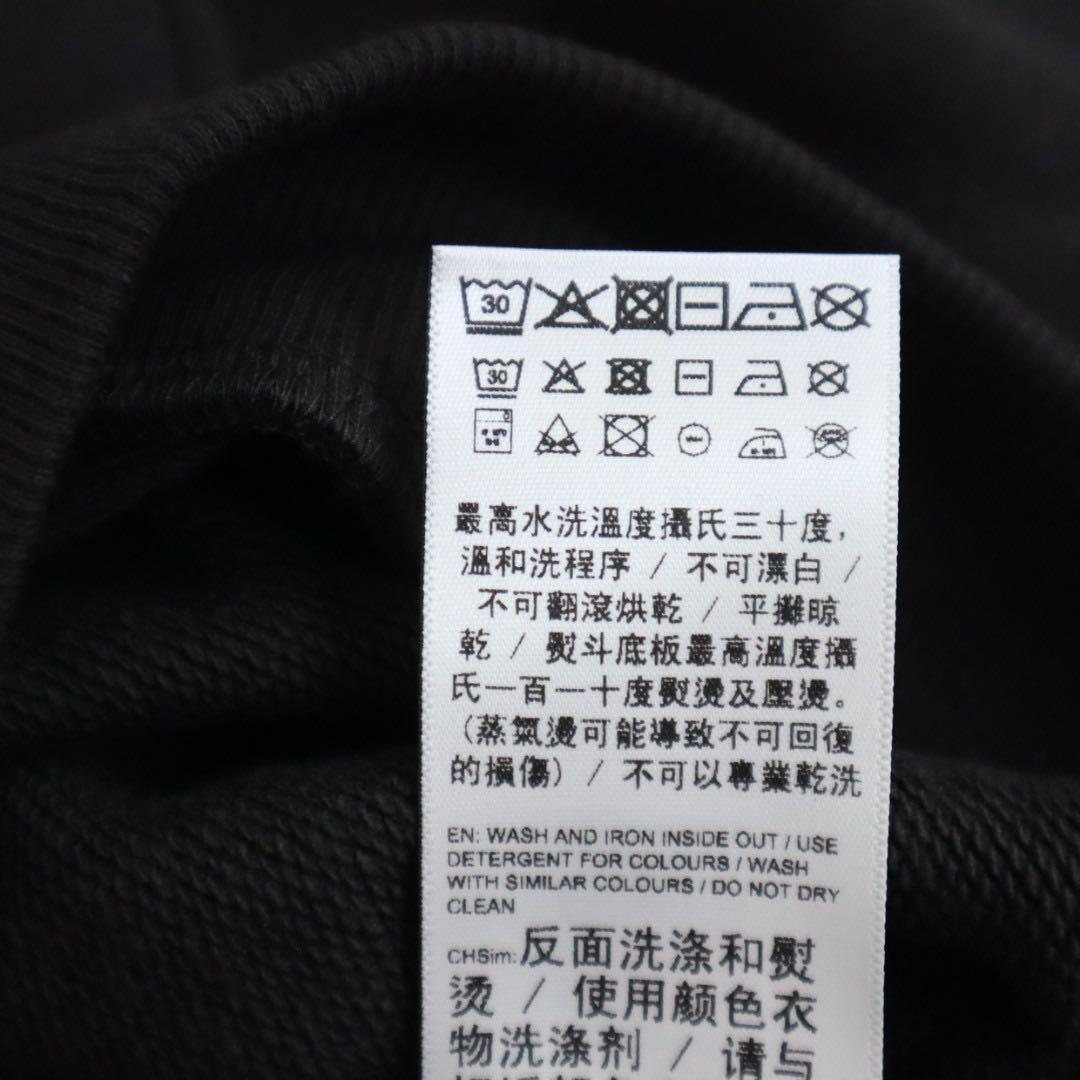 30
30
最高水洗溫度攝氏三十度，
溫和洗程序 / 不可漂白 /
不可翻滾烘乾 / 平攤晾
乾 / 熨斗底板最高溫度攝
氏一百一十度熨燙及壓燙。
(蒸氣燙可能導致不可回復
的損傷) / 不可以專業乾洗
EN: WASH AND IRON INSIDE OUT / USE
DETERGENT FOR COLOURS / WASH
WITH SIMILAR COLOURS / DO NOT DRY
CLEAN
CHSim: 反面洗涤和熨
烫 / 使用颜色衣
物洗涤剂 / 请与